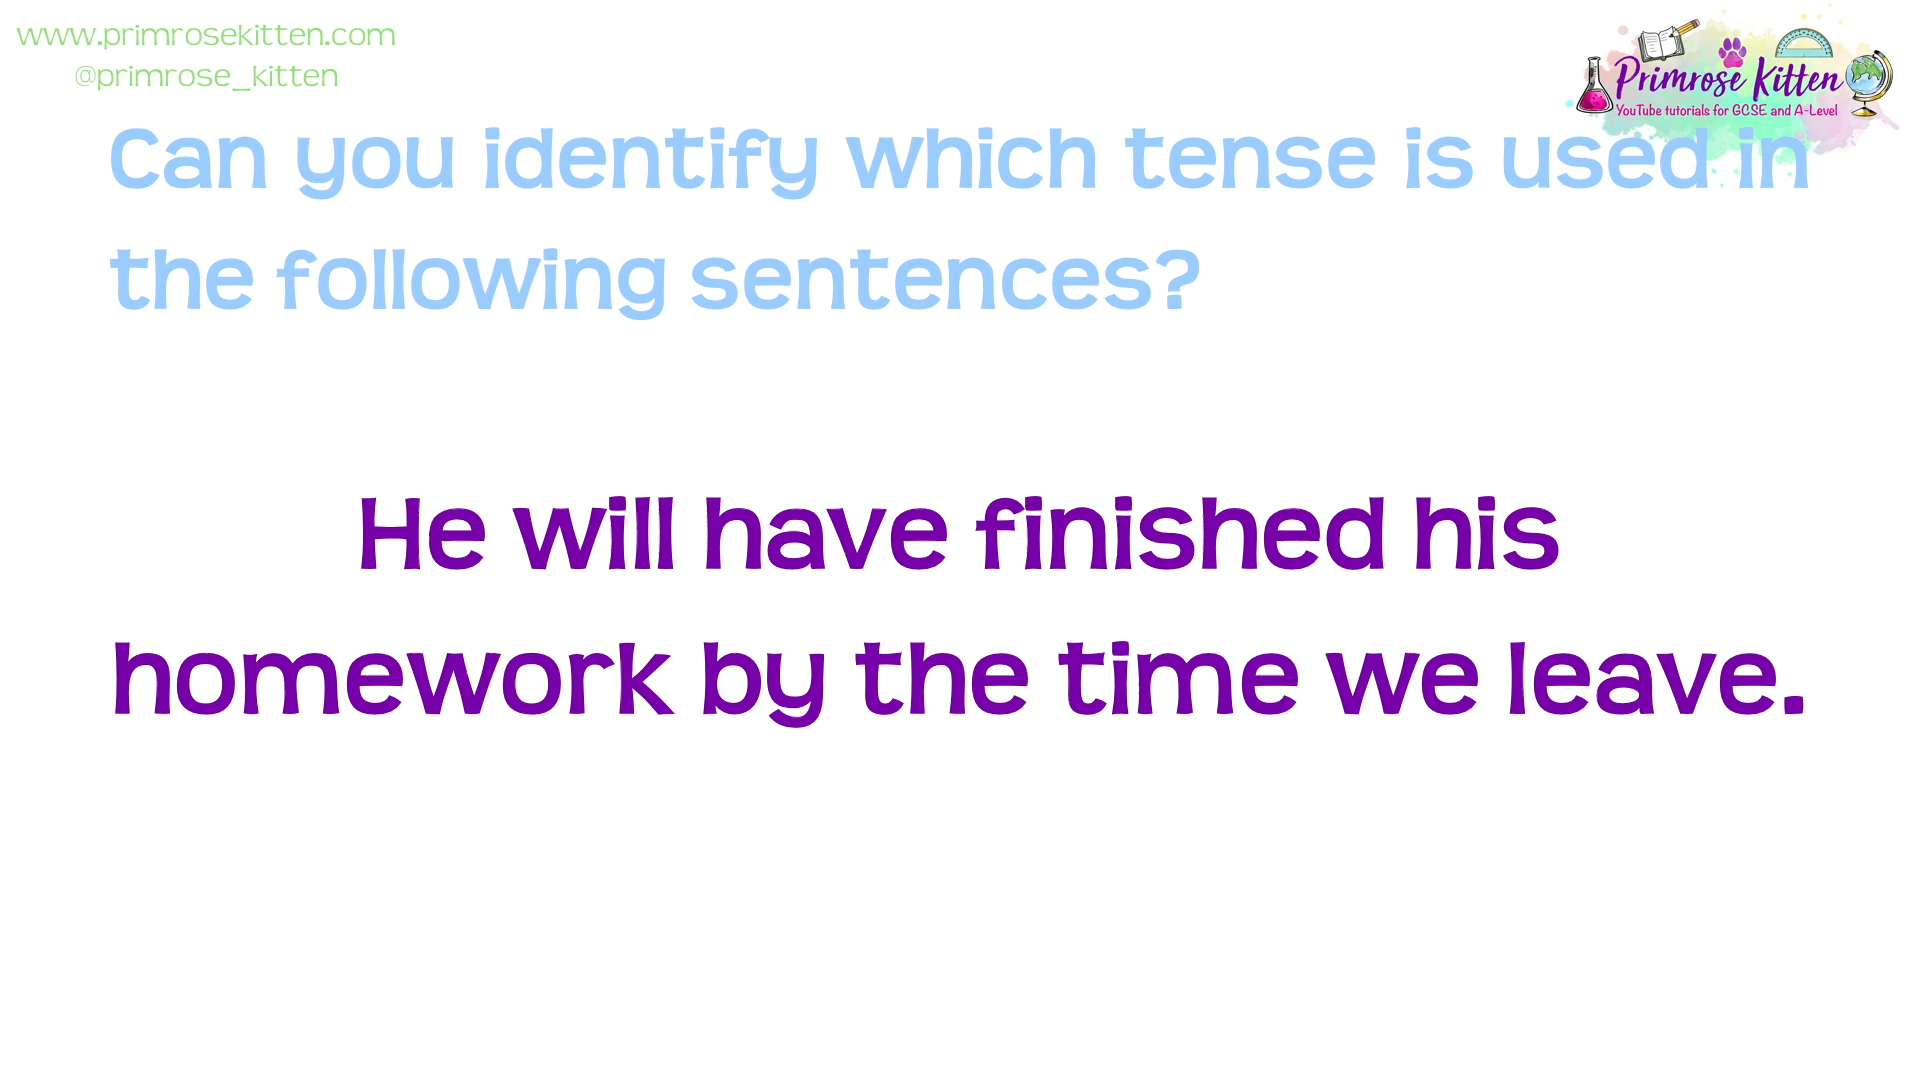 www.primrosekitten.com
@primrose_kitten
Primrose Kitten
YouTube tutorials for GCSE and A-Level
Can you identify which tense is used in
the following sentences?
He will have finished his
homework by the time we leave.